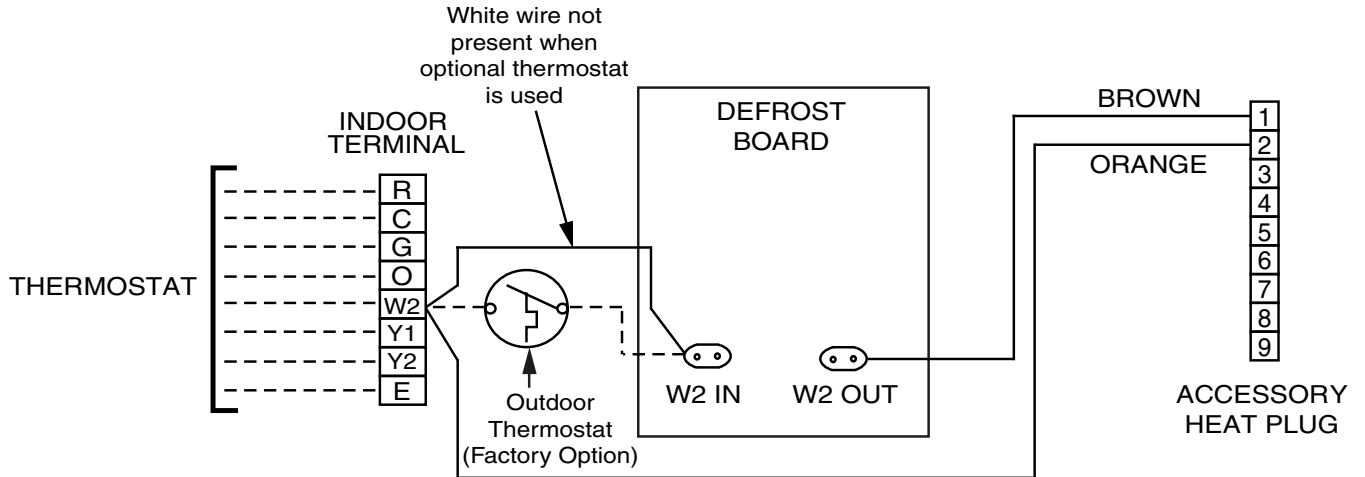 White wire not
present when
optional thermostat
is used
INDOOR
TERMINAL
THERMOSTAT
R
C
G
O
W2
Y1
Y2
E
Outdoor
Thermostat
(Factory Option)
DEFROST
BOARD
W2 IN
W2 OUT
BROWN
ORANGE
1
2
3
4
5
6
7
8
9
ACCESSORY
HEAT PLUG